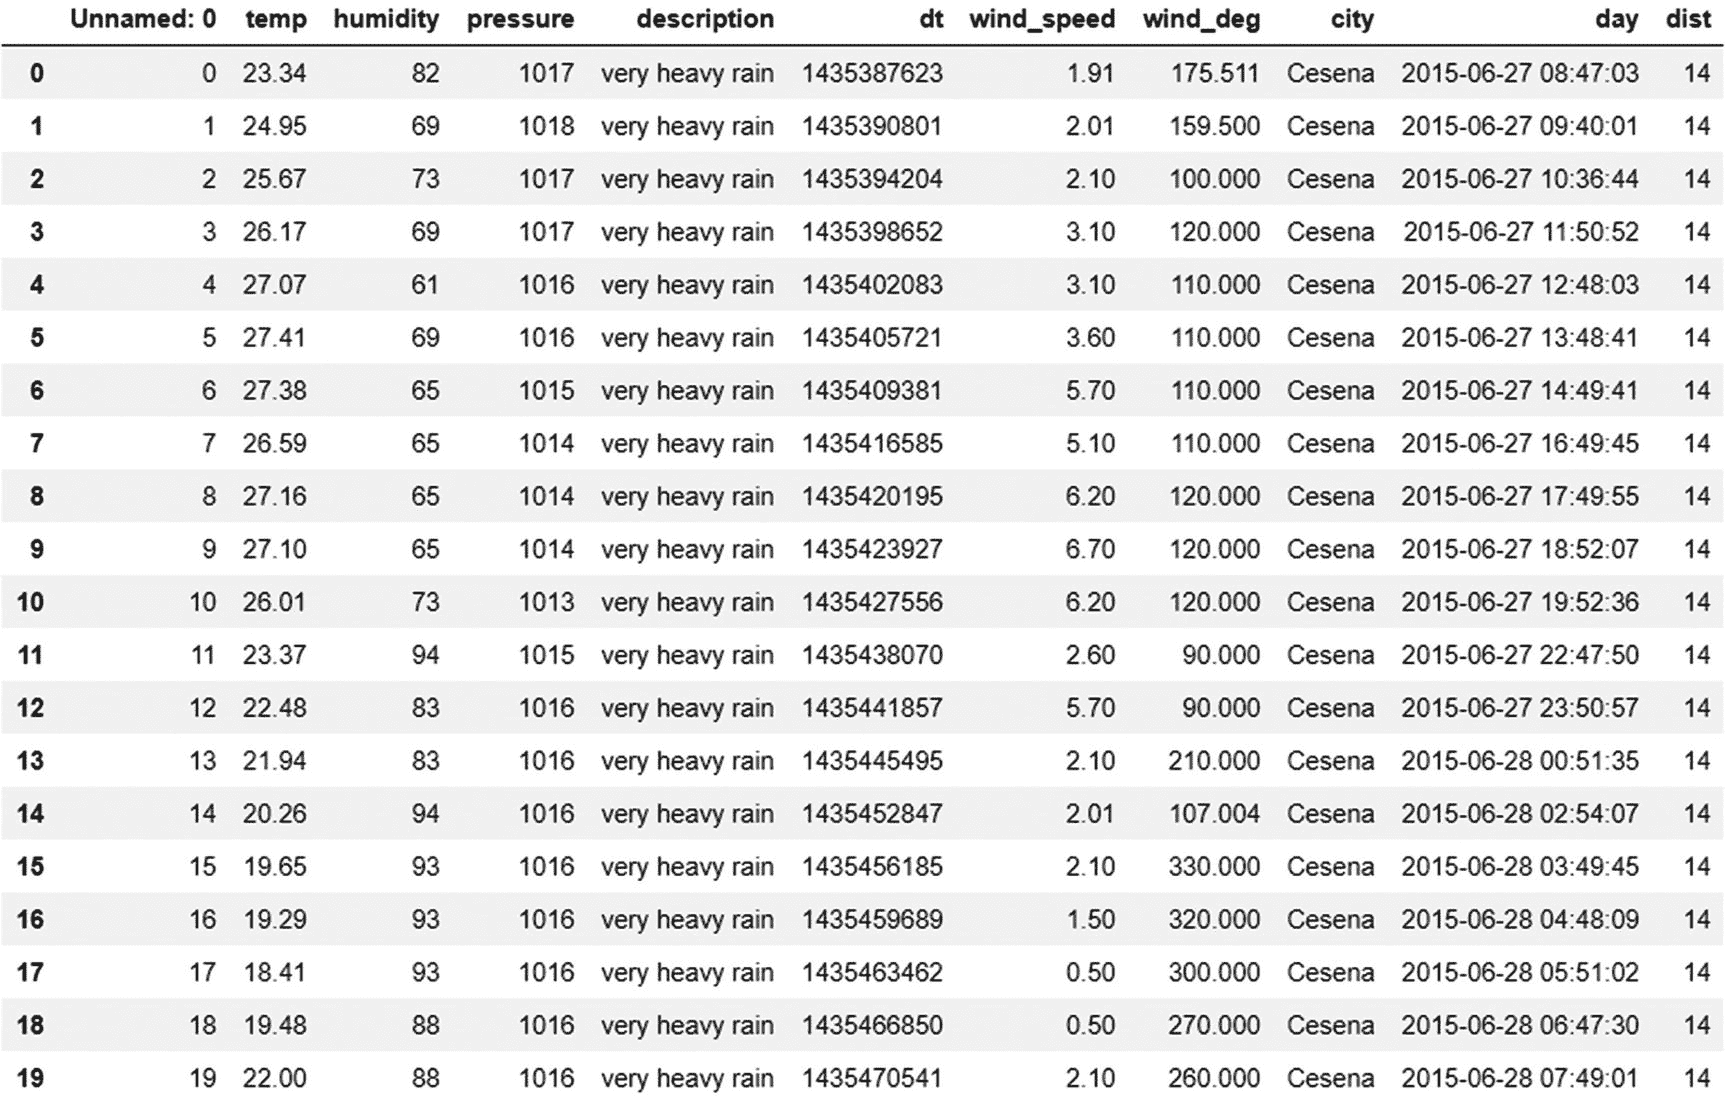 Unnamed: 0 temp humidity pressure description dt wind_speed wind_deg city day dist
0 0 23.34 82 1017 very heavy rain 1435387623 1.91 175.511 Cesena 2015-06-27 08:47:03 14
1 1 24.95 69 1018 very heavy rain 1435390801 2.01 159.500 Cesena 2015-06-27 09:40:01 14
2 2 25.67 73 1017 very heavy rain 1435394204 2.10 100.000 Cesena 2015-06-27 10:36:44 14
3 3 26.17 69 1017 very heavy rain 1435398652 3.10 120.000 Cesena 2015-06-27 11:50:52 14
4 4 27.07 61 1016 very heavy rain 1435402083 3.10 110.000 Cesena 2015-06-27 12:48:03 14
5 5 27.41 69 1016 very heavy rain 1435405721 3.60 110.000 Cesena 2015-06-27 13:48:41 14
6 6 27.38 65 1015 very heavy rain 1435409381 5.70 110.000 Cesena 2015-06-27 14:49:41 14
7 7 26.59 65 1014 very heavy rain 1435416585 5.10 110.000 Cesena 2015-06-27 16:49:45 14
8 8 27.16 65 1014 very heavy rain 1435420195 6.20 120.000 Cesena 2015-06-27 17:49:55 14
9 9 27.10 65 1014 very heavy rain 1435423927 6.70 120.000 Cesena 2015-06-27 18:52:07 14
10 10 26.01 73 1013 very heavy rain 1435427556 6.20 120.000 Cesena 2015-06-27 19:52:36 14
11 11 23.37 94 1015 very heavy rain 1435438070 2.60 90.000 Cesena 2015-06-27 22:47:50 14
12 12 22.48 83 1016 very heavy rain 1435441857 5.70 90.000 Cesena 2015-06-27 23:50:57 14
13 13 21.94 83 1016 very heavy rain 1435445495 2.10 210.000 Cesena 2015-06-28 00:51:35 14
14 14 20.26 94 1016 very heavy rain 1435452847 2.01 107.004 Cesena 2015-06-28 02:54:07 14
15 15 19.65 93 1016 very heavy rain 1435456185 2.10 330.000 Cesena 2015-06-28 03:49:45 14
16 16 19.29 93 1016 very heavy rain 1435459689 1.50 320.000 Cesena 2015-06-28 04:48:09 14
17 17 18.41 93 1016 very heavy rain 1435463462 0.50 300.000 Cesena 2015-06-28 05:51:02 14
18 18 19.48 88 1016 very heavy rain 1435466850 0.50 270.000 Cesena 2015-06-28 06:47:30 14
19 19 22.00 88 1016 very heavy rain 1435470541 2.10 260.000 Cesena 2015-06-28 07:49:01 14